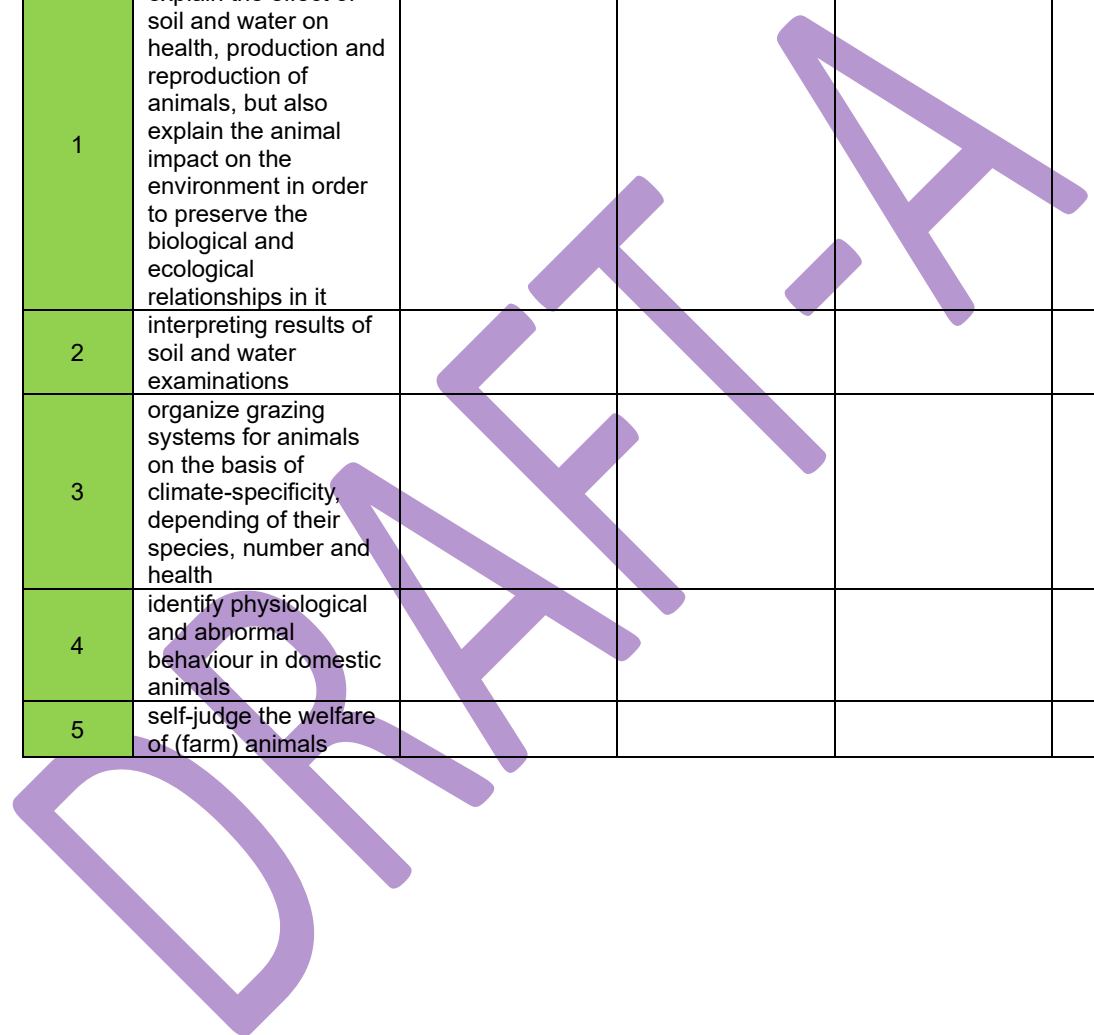 explain the effect of
soil and water on
health, production and
reproduction of
animals, but also
explain the animal
1
impact on the
environment in order
to preserve the
biological and
ecological
relationships in it
interpreting results of
2
soil and water
examinations
organize grazing
systems for animals
on the basis of
3
climate-specificity,
depending of their
species, number and
health
identify physiological
and abnormal
4
behaviour in domestic
animals
5
self-judge the welfare
of (farm) animals
DRAFT-A